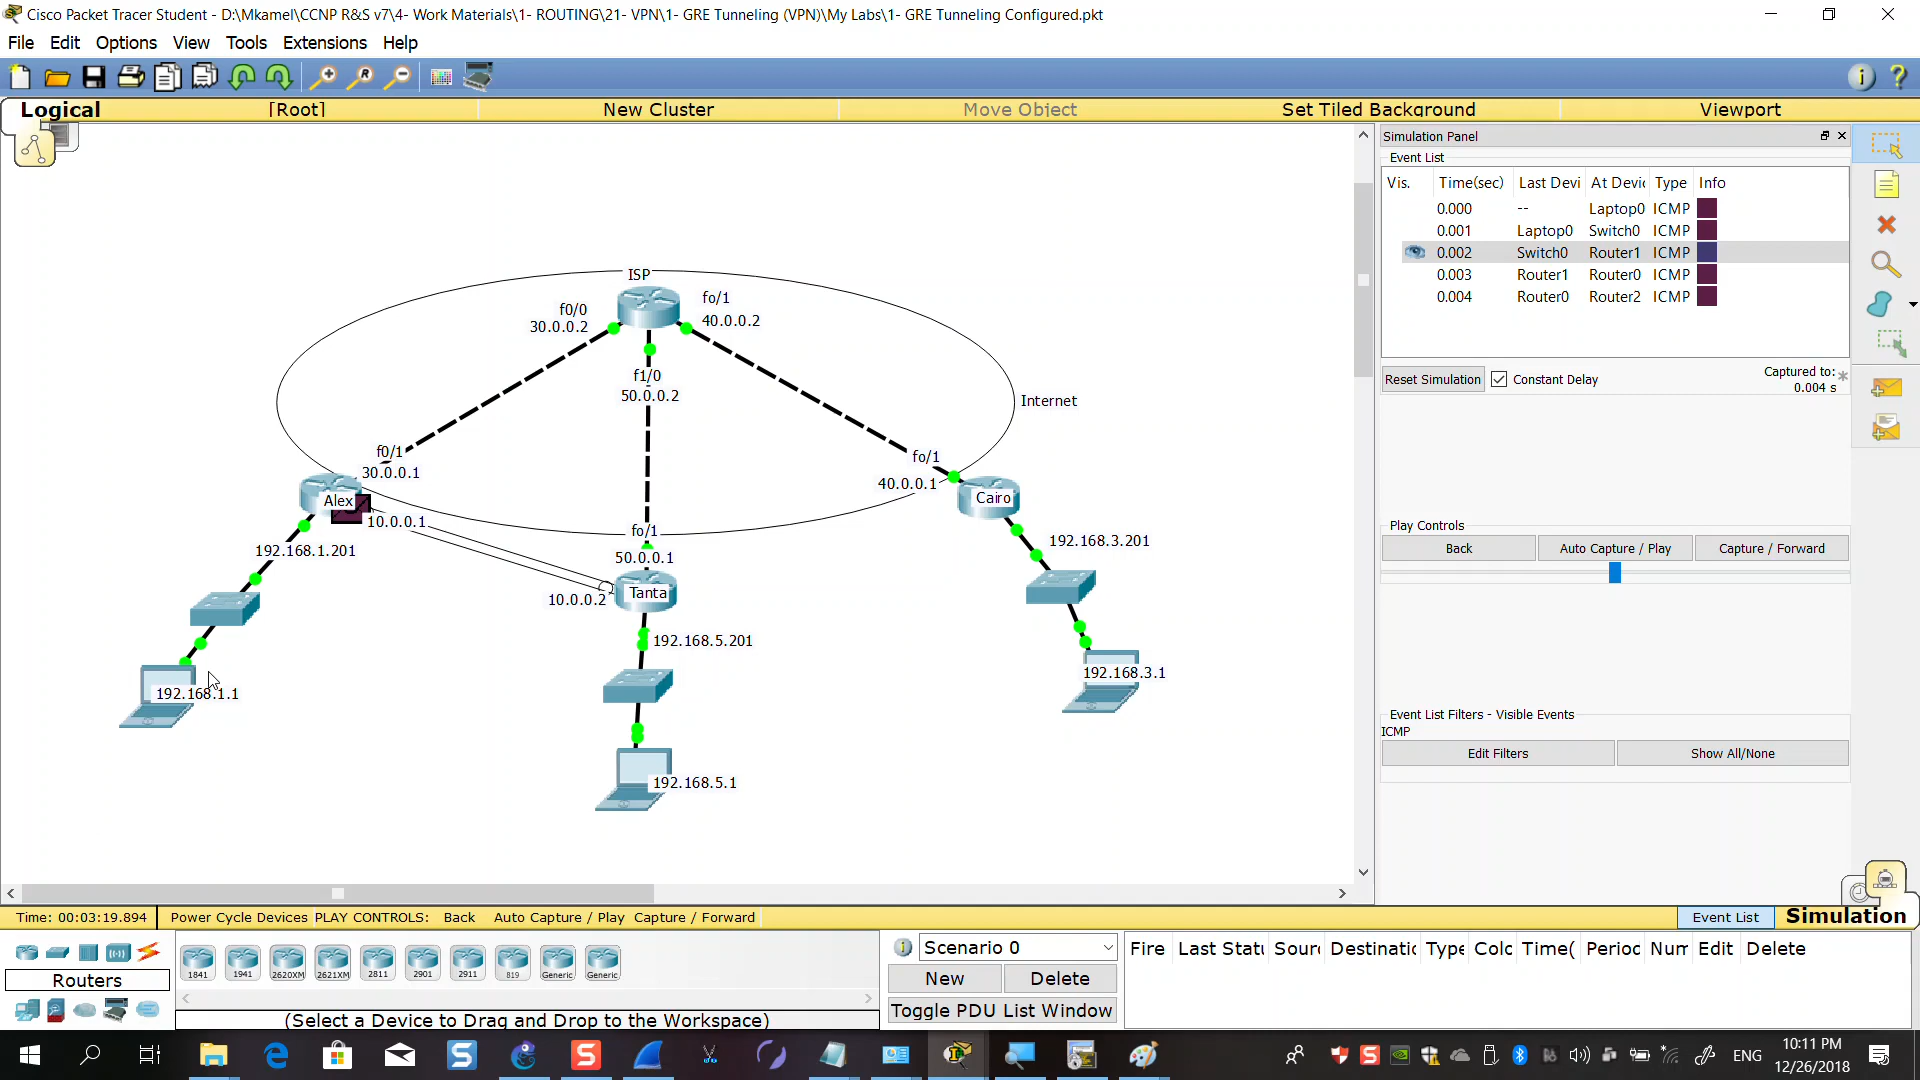 Cisco Packet Tracer Student - D:\Mkamel\CCNP R&S v7\4- Work Materials\1- ROUTING\21- VPN\1- GRE Tunneling (VPN)\My Labs\1- GRE Tunneling Configured.pkt
File Edit Options View Tools Extensions Help
Logical [Root] New Cluster Move Object Set Tiled Background Viewport
ISP
f0/0
30.0.0.2
fo/1
40.0.0.2
f1/0
50.0.0.2
Internet
f0/1
30.0.0.1
fo/1
40.0.0.1
Alex
Cairo
10.0.0.1
fo/1
50.0.0.1
192.168.1.201
192.168.3.201
10.0.0.2
Tanta
192.168.5.201
192.168.1.1
192.168.3.1
192.168.5.1
Simulation Panel
Event List
Vis. Time(sec) Last Devi At Devic Type Info
0.000 -- Laptop0 ICMP
0.001 Laptop0 Switch0 ICMP
0.002 Switch0 Router1 ICMP
0.003 Router1 Router0 ICMP
0.004 Router0 Router2 ICMP
Reset Simulation Constant Delay Captured to: *
0.004 s
Play Controls
Back Auto Capture / Play Capture / Forward
Event List Filters - Visible Events
ICMP
Edit Filters Show All/None
Time: 00:03:19.894 Power Cycle Devices PLAY CONTROLS: Back Auto Capture / Play Capture / Forward Event List Simulation
Routers
1841 1941 2620XM 2621XM 2811 2901 2911 819 Generic Generic
(Select a Device to Drag and Drop to the Workspace)
Scenario 0
New Delete
Toggle PDU List Window
Fire Last Statu Sourc Destinatic Type Colc Time( Perioc Num Edit Delete
ENG
10:11 PM
12/26/2018